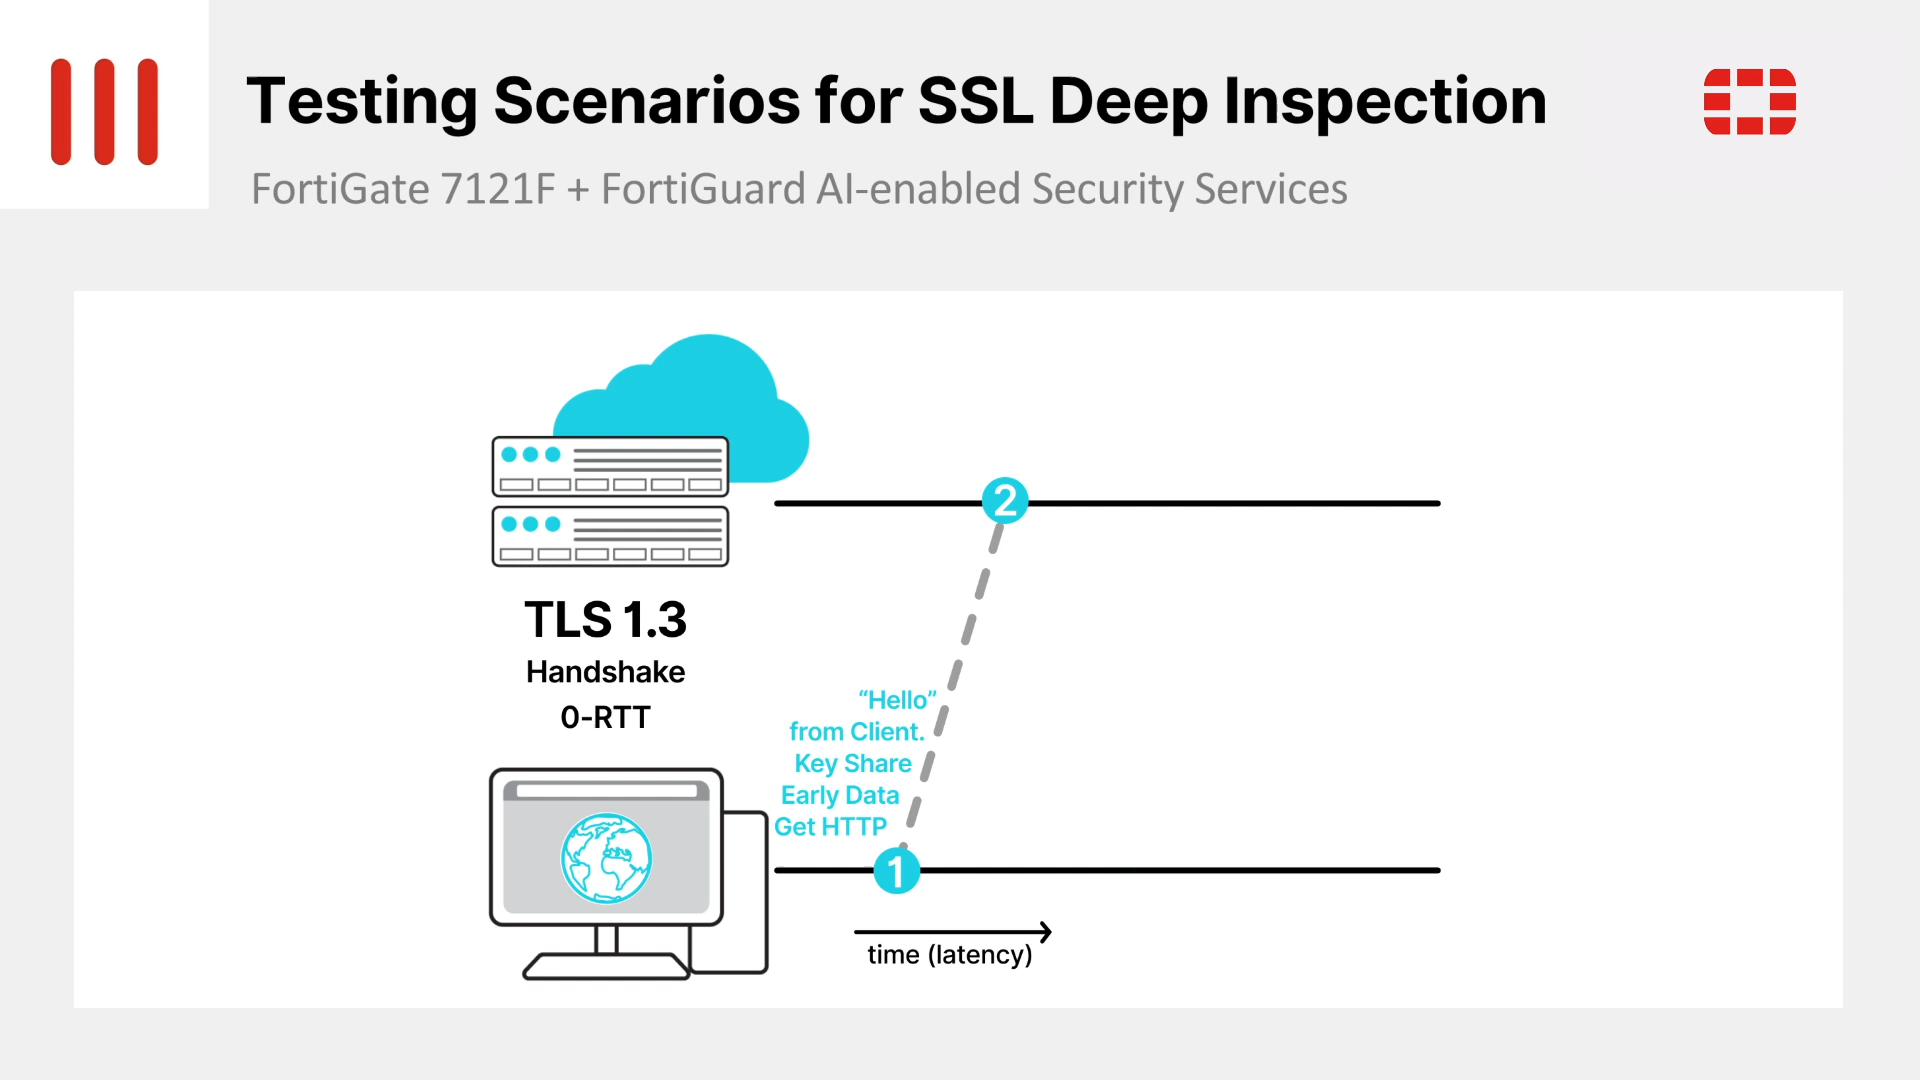 Testing Scenarios for SSL Deep Inspection
FortiGate 7121F + FortiGuard AI-enabled Security Services
2
TLS 1.3
Handshake
0-RTT
“Hello”
from Client.
Key Share
Early Data
Get HTTP
1
time (latency)